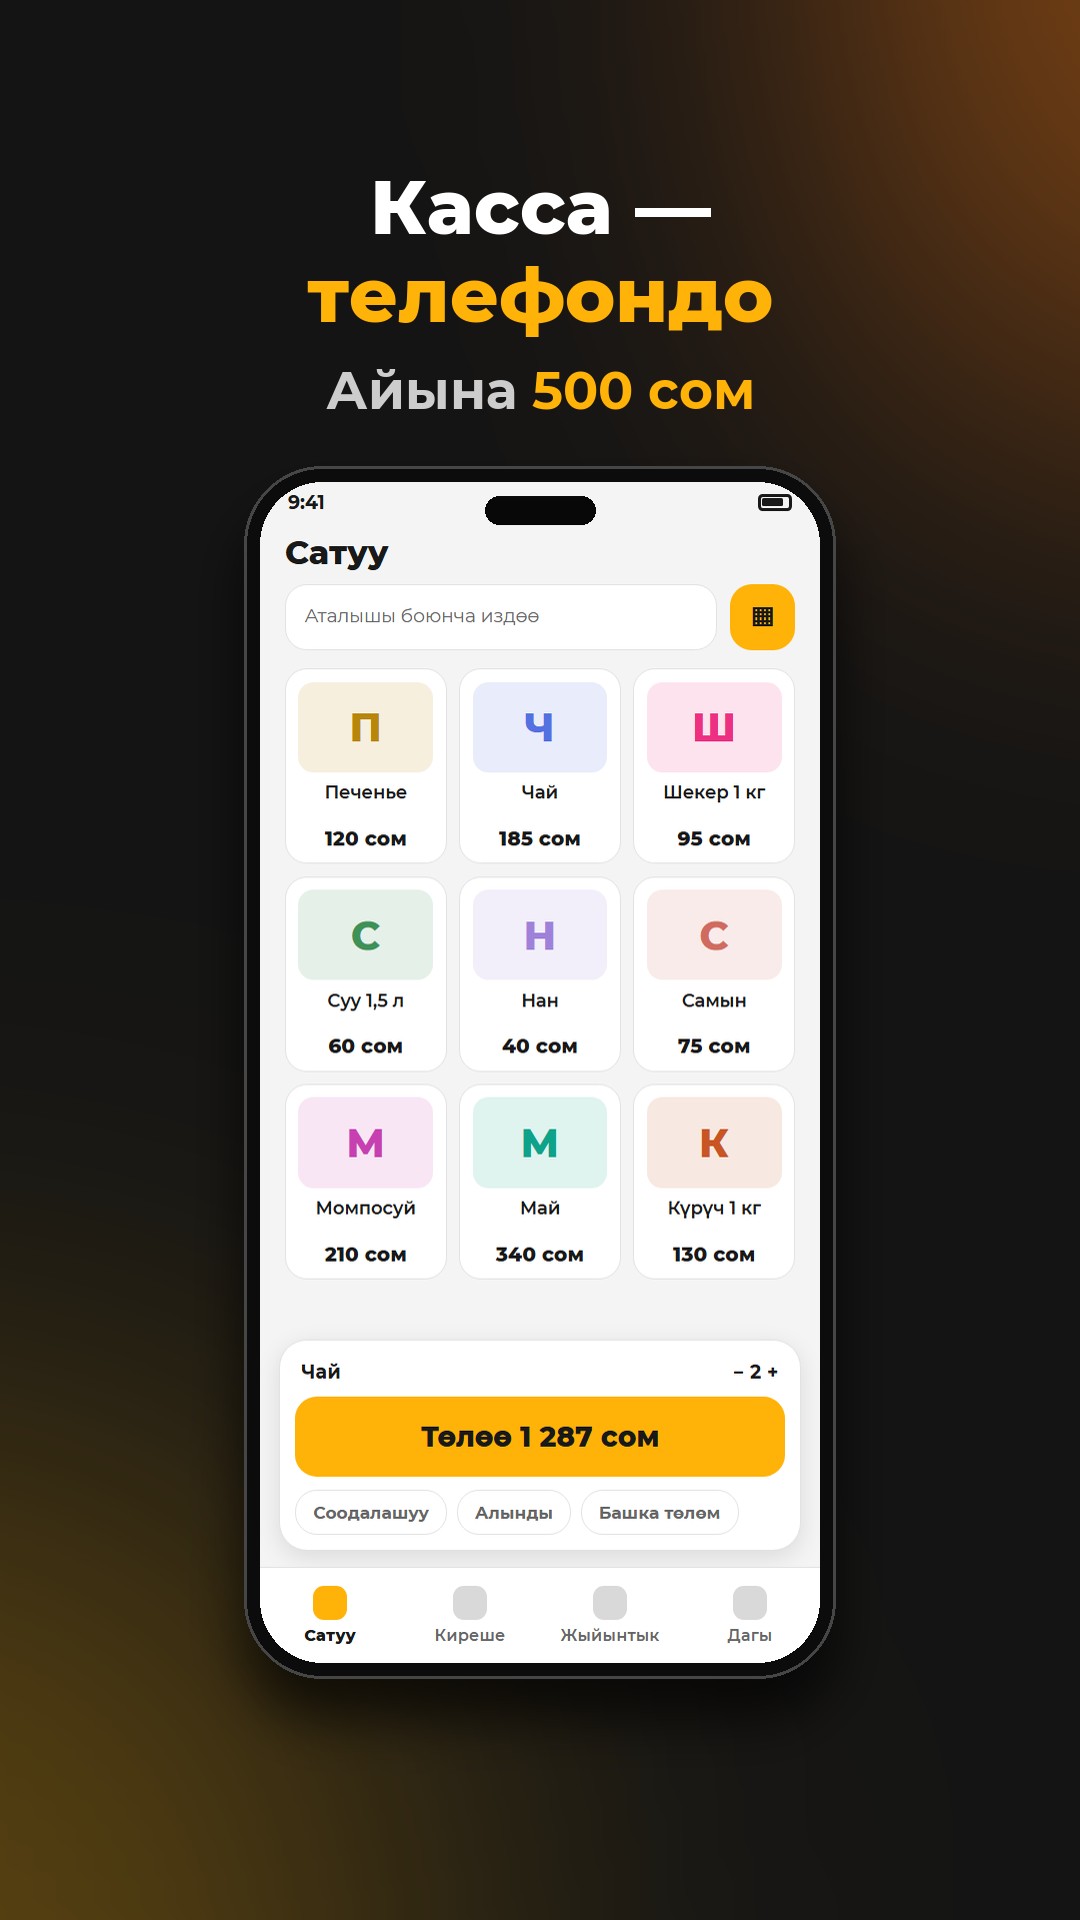 Касса —
телефондо
Айына 500 сом
9:41
Сатуу
Аталышы боюнча издөө
П Ч Ш
Печенье Чай Шекер 1 кг
120 сом 185 сом 95 сом
С Н С
Суу 1,5 л Нан Самын
60 сом 40 сом 75 сом
М М К
Момпосуй Май Күрүч 1 кг
210 сом 340 сом 130 сом
Чай – 2 +
Төлөө 1 287 сом
Соодалашуу Алынды Башка төлөм
Сатуу Киреше Жыйынтык Дагы